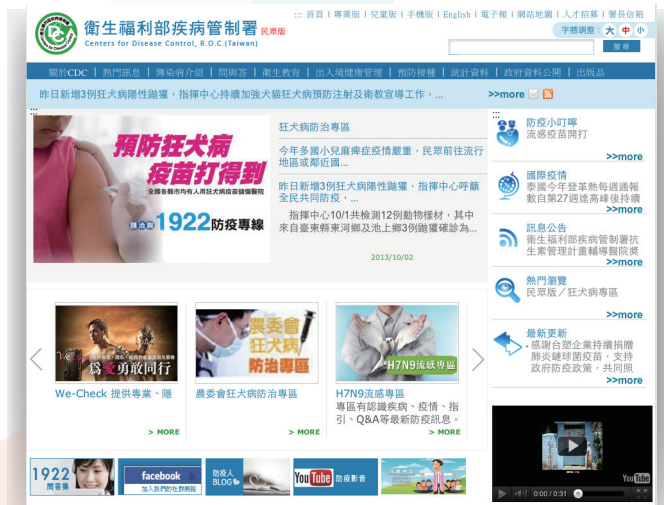 ::: 首頁 | 專業版 | 兒童版 | 手機版 | English | 電子報 | 網站地圖 | 人才招募 | 署長信箱
衛生福利部疾病管制署 民眾版
Centers for Disease Control, R.O.C.(Taiwan)
字體調整： 大 中 小
搜尋
關於CDC | 熱門訊息 | 傳染病介紹 | 問與答 | 衛生教育 | 出入境健康管理 | 預防接種 | 統計資料 | 政府資料公開 | 出版品
昨日新增3例狂犬病陽性鼬獾，指揮中心持續加強犬貓狂犬病預防注射及衛教宣導工作，...
>>more
:::
預防狂犬病
疫苗打得到
全國各縣市均有人用狂犬病疫苗儲備醫院
請洽詢 1922防疫專線
狂犬病防治專區
今年多國小兒麻痺症疫情嚴重，民眾前往流行
地區或鄰近國...
昨日新增3例狂犬病陽性鼬獾，指揮中心呼籲
全民共同防疫，...
指揮中心10/1共檢測12例動物樣材，其中
來自臺東縣東河鄉及池上鄉3例鼬獾確診為...
2013/10/02
:::
防疫小叮嚀
流感疫苗開打
>>more
國際疫情
泰國今年登革熱每週通報
數自第27週達高峰後持續
>>more
訊息公告
衛生福利部疾病管制署抗
生素管理計畫輔導醫院獎
>>more
熱門瀏覽
民眾版／狂犬病專區
最新更新
感謝台塑企業持續捐贈
肺炎鏈球菌疫苗，支持
政府防疫政策，共同照
>>more
We-Check
為愛勇敢同行
We-Check 提供專業、隱
> MORE
農委會
狂犬病
防治專區
農委會狂犬病防治專區
> MORE
H7N9流感專區
H7N9流感專區
專區有認識疾病、疫情、指
引、Q&A等最新防疫訊息。
> MORE
1922
問答集
facebook
加入我們的社群網路
防疫人
BLOG
YouTube 防疫影音
YouTube
0:00 / 0:31